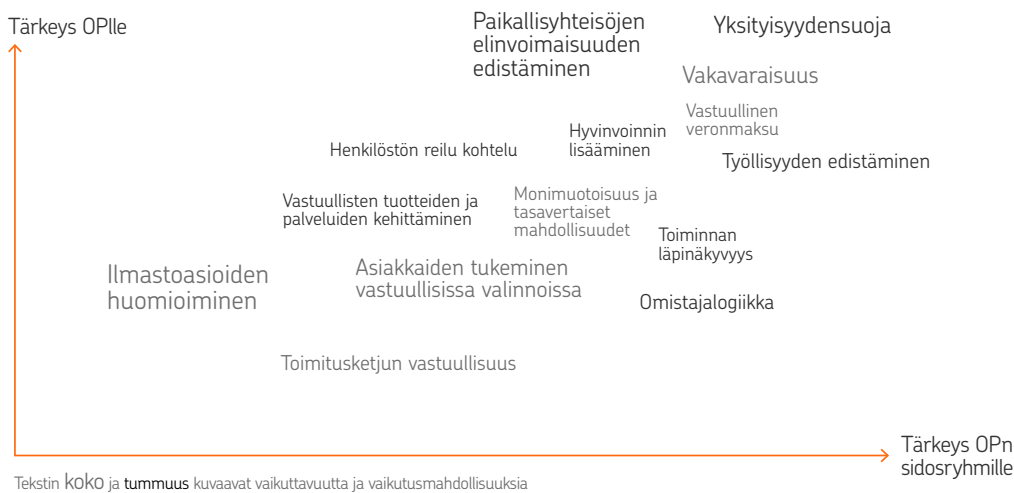 Tärkeys OPlle
Paikallisyhteisöjen
elinvoimaisuuden
edistäminen
Yksityisyydensuoja
Vakavaraisuus
Vastuullinen
veronmaksu
Hyvinvoinnin
lisääminen
Henkilöstön reilu kohtelu
Työllisyyden edistäminen
Vastuullisten tuotteiden ja
palveluiden kehittäminen
Monimuotoisuus ja
tasavertaiset
mahdollisuudet
Toiminnan
läpinäkyvyys
Ilmastoasioiden
huomioiminen
Asiakkaiden tukeminen
vastuullisissa valinnoissa
Omistajalogiikka
Toimitusketjun vastuullisuus
Tärkeys OPn
sidosryhmille
Tekstin koko ja tummuus kuvaavat vaikuttavuutta ja vaikutusmahdollisuuksia